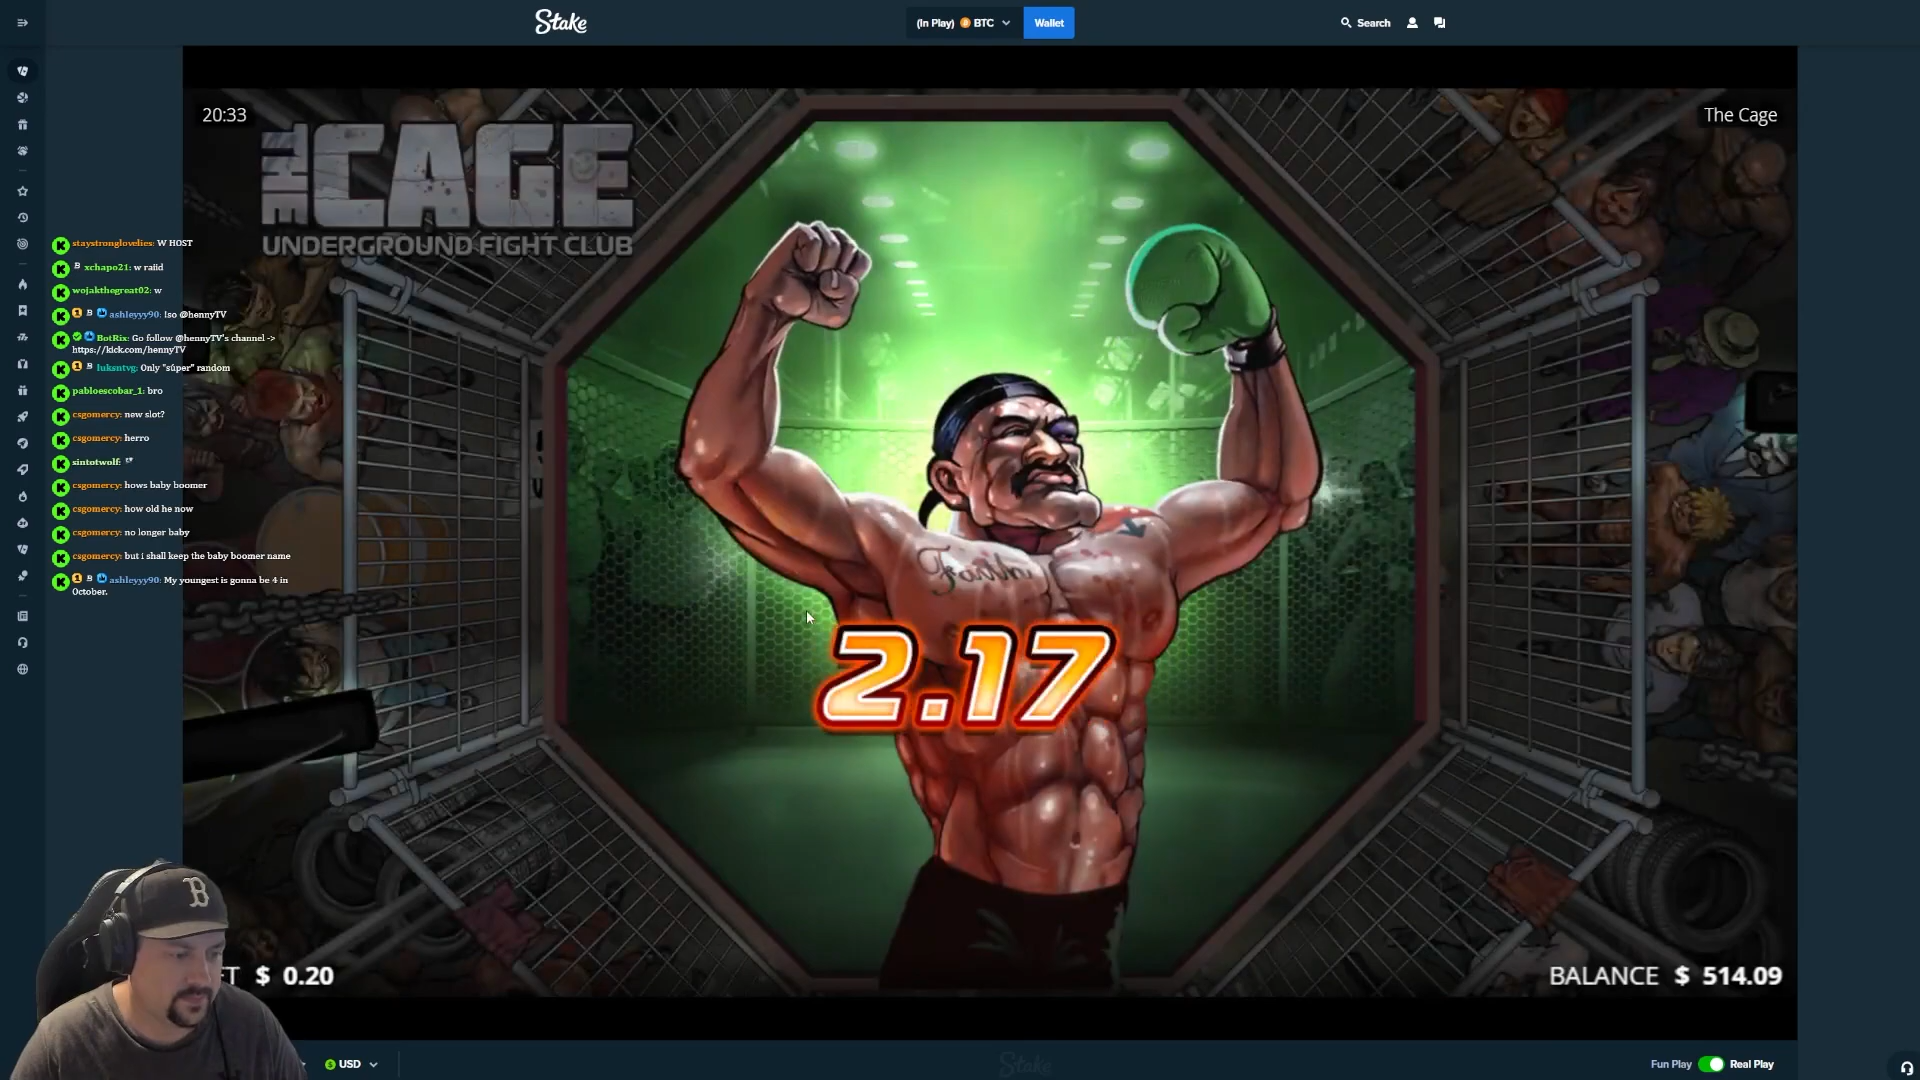 Stake
(In Play) BTC
Wallet
Search
20:33
The Cage
THE CAGE
UNDERGROUND FIGHT CLUB
staystronglovelies: W HOST
xchapo21: w raiid
wojakthegreat02: w
ashleyyy90: !so @hennyTV
BotRix: Go follow @hennyTV's channel ->
https://kick.com/hennyTV
luksntvg: Only "súper" random
pabloescobar_1: bro
csgomercy: new slot?
csgomercy: herro
sintotwolf:
csgomercy: hows baby boomer
csgomercy: how old he now
csgomercy: no longer baby
csgomercy: but i shall keep the baby boomer name
ashleyyy90: My youngest is gonna be 4 in
October.
Faith
2.17
B
$ 0.20
BALANCE $ 514.09
USD
Stake
Fun Play
Real Play